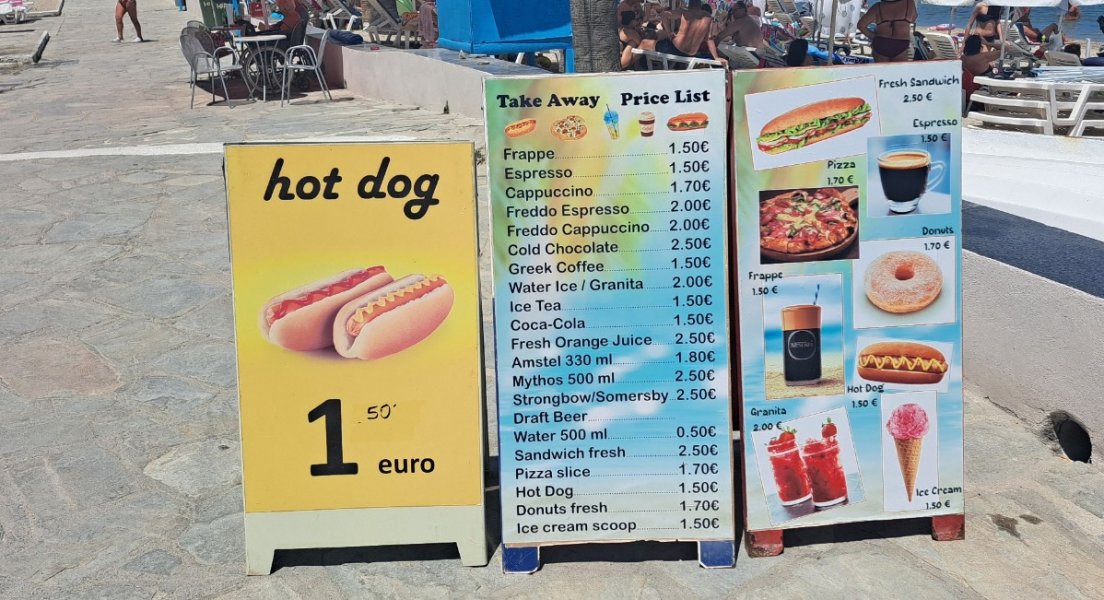 hot dog
1 50'
euro
Take Away Price List
Frappe 1.50€
Espresso 1.50€
Cappuccino 1.70€
Freddo Espresso 2.00€
Freddo Cappuccino 2.00€
Cold Chocolate 2.50€
Greek Coffee 1.50€
Water Ice / Granita 2.00€
Ice Tea 1.50€
Coca-Cola 1.50€
Fresh Orange Juice 2.50€
Amstel 330 ml 1.80€
Mythos 500 ml 2.50€
Strongbow/Somersby 2.50€
Draft Beer
Water 500 ml 0.50€
Sandwich fresh 2.50€
Pizza slice 1.70€
Hot Dog 1.50€
Donuts fresh 1.70€
Ice cream scoop 1.50€
Fresh Sandwich
2.50 €
Espresso
1.50 €
Pizza
1.70 €
Donuts
1.70 €
Frappe
1.50 €
Hot Dog
1.50 €
Granita
2.00 €
Ice Cream
1.50 €